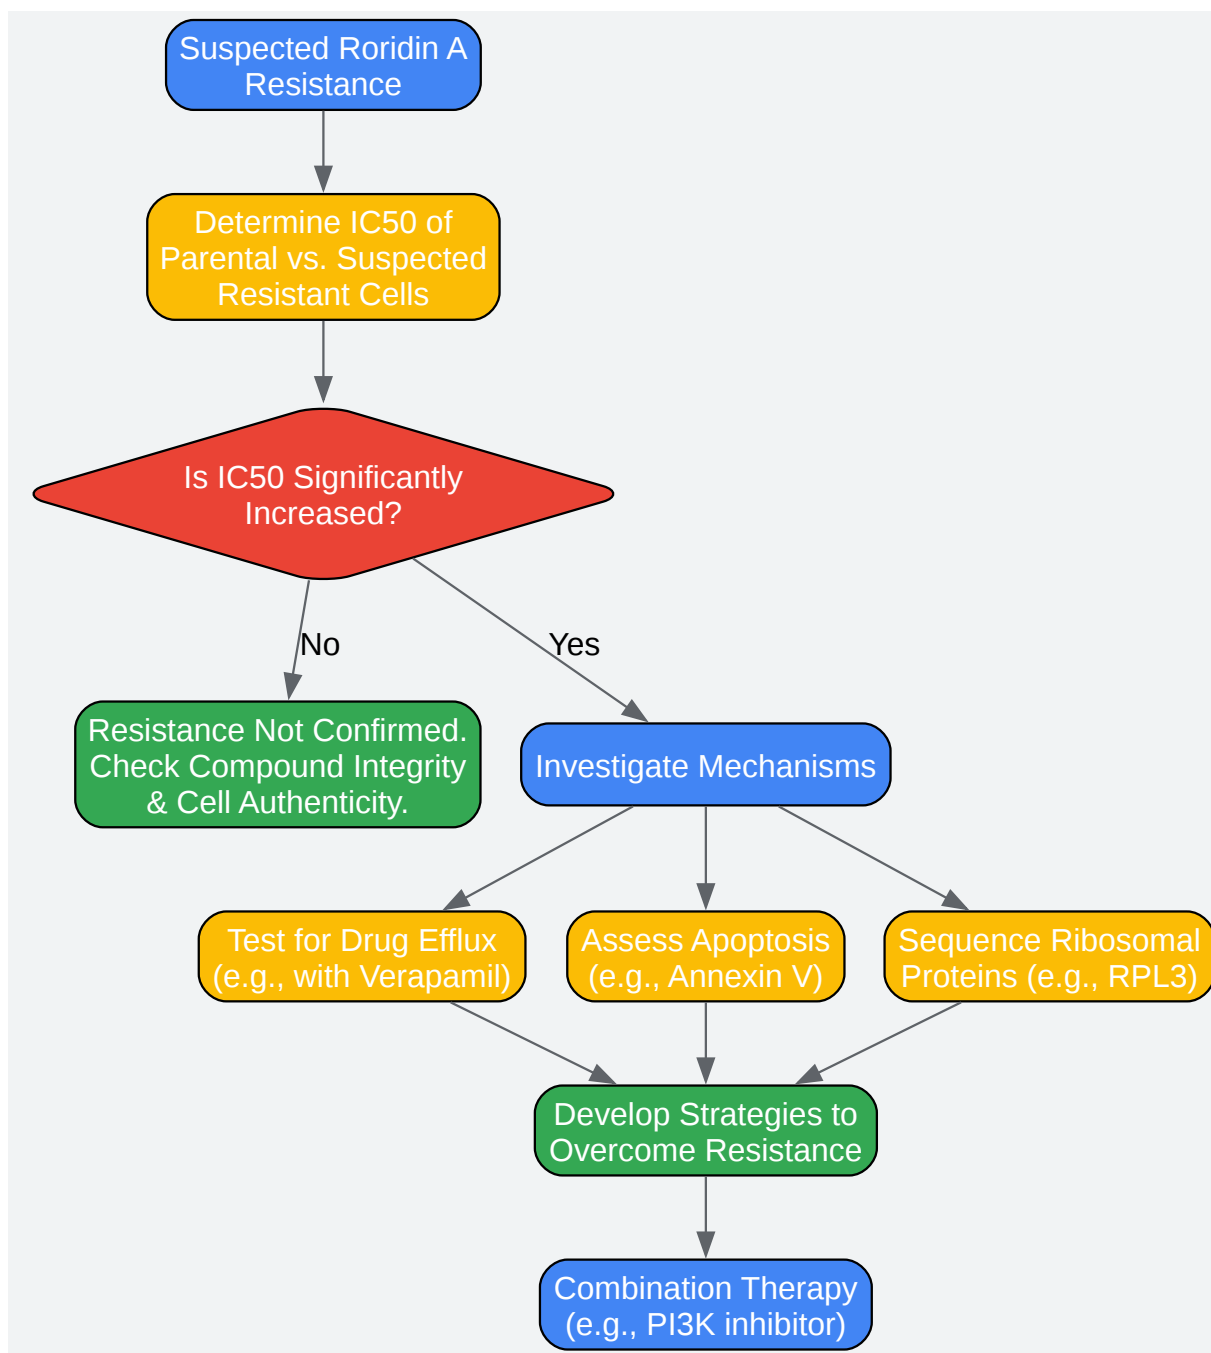 Suspected Roridin A
Resistance
Determine IC50 of
Parental vs. Suspected
Resistant Cells
Is IC50 Significantly
Increased?
No
Yes
Resistance Not Confirmed.
Check Compound Integrity
& Cell Authenticity.
Investigate Mechanisms
Test for Drug Efflux
(e.g., with Verapamil)
Assess Apoptosis
(e.g., Annexin V)
Sequence Ribosomal
Proteins (e.g., RPL3)
Develop Strategies to
Overcome Resistance
Combination Therapy
(e.g., PI3K inhibitor)